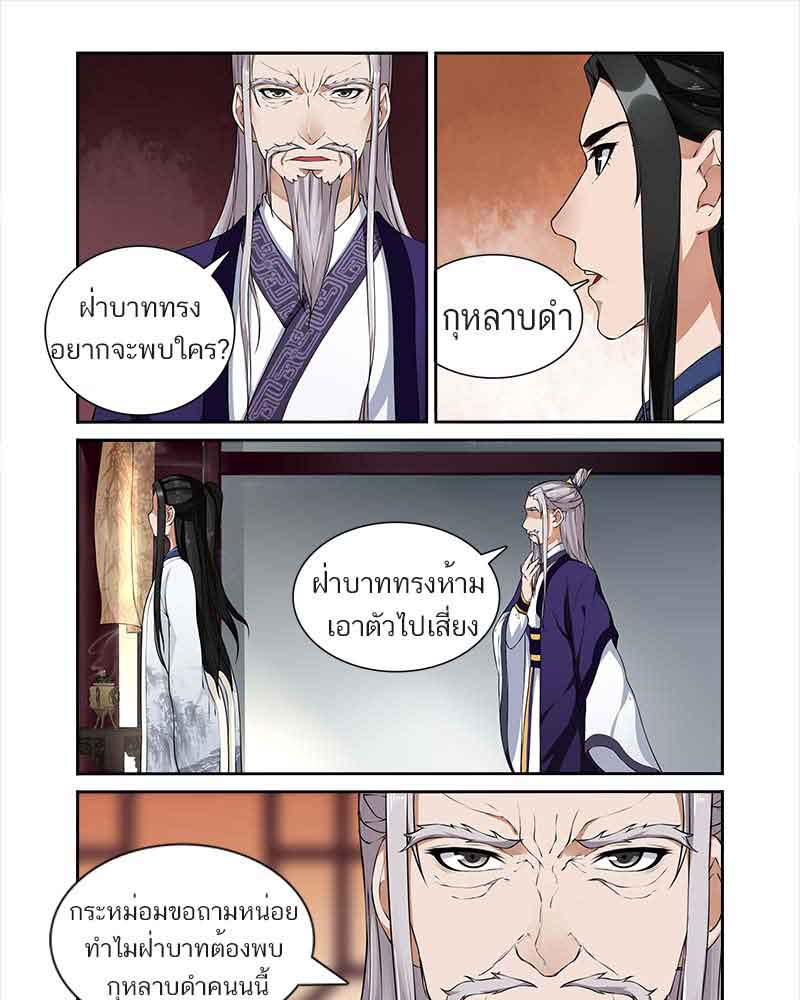 ฝ่าบาททรง
อยากจะพบใคร?
กุหลาบดำ
ฝ่าบาททรงห้าม
เอาตัวไปเสี่ยง
กระหม่อมขอถามหน่อย
ทำไมฝ่าบาทต้องพบ
กุหลาบดำคนนนี้